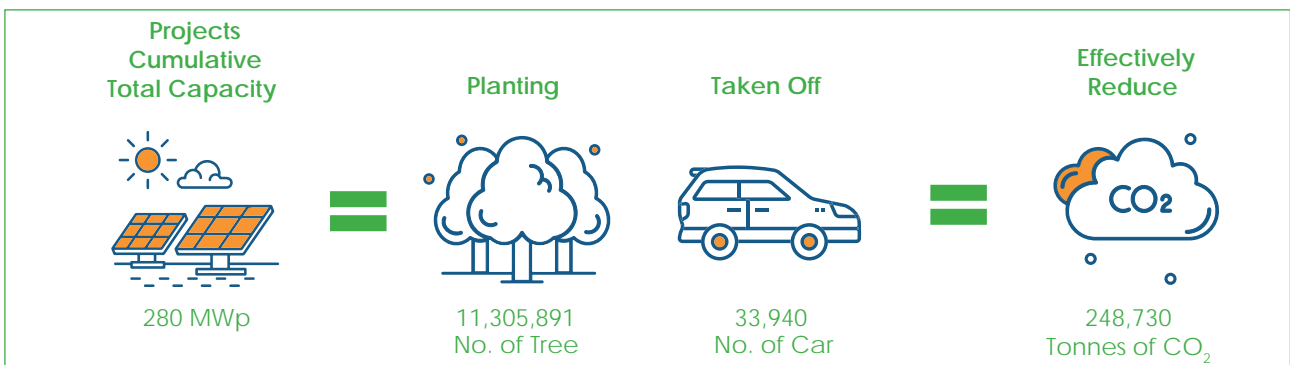 Projects
Cumulative
Total Capacity
280 MWp
Planting
11,305,891
No. of Tree
Taken Off
33,940
No. of Car
Effectively
Reduce
CO2
248,730
Tonnes of CO₂